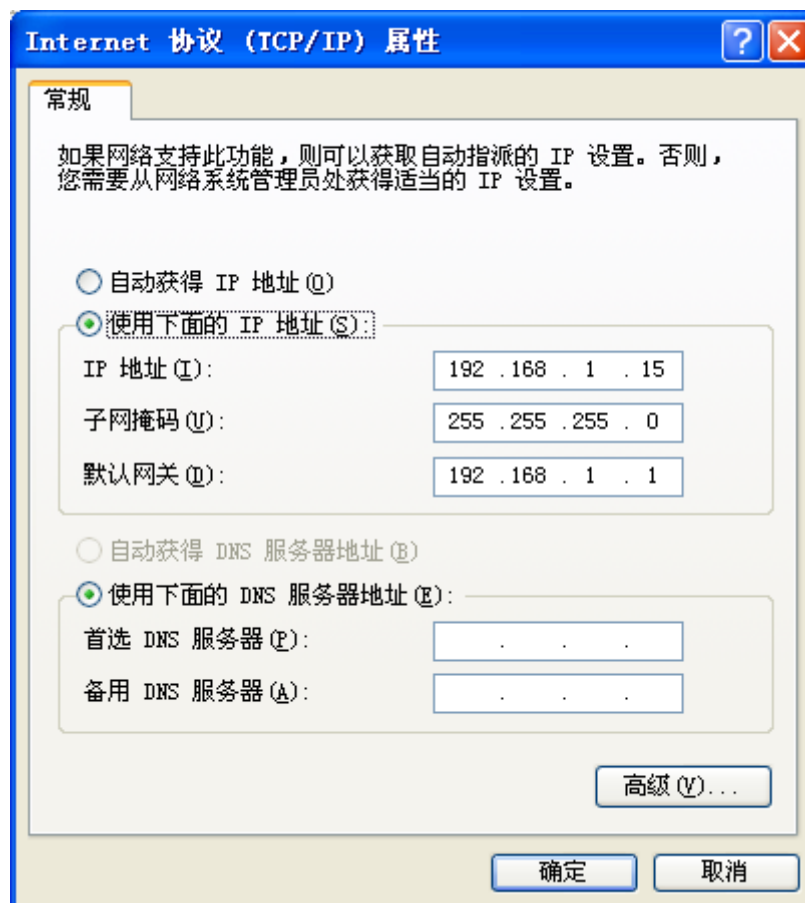 Internet 协议 (TCP/IP) 属性
常规
如果网络支持此功能，则可以获取自动指派的 IP 设置。否则，
您需要从网络系统管理员处获得适当的 IP 设置。
自动获得 IP 地址(O)
使用下面的 IP 地址(S):
IP 地址(I): 192 .168 . 1 . 15
子网掩码(U): 255 .255 .255 . 0
默认网关(D): 192 .168 . 1 . 1
自动获得 DNS 服务器地址(B)
使用下面的 DNS 服务器地址(E):
首选 DNS 服务器(P): . . .
备用 DNS 服务器(A): . . .
高级(V)...
确定 取消